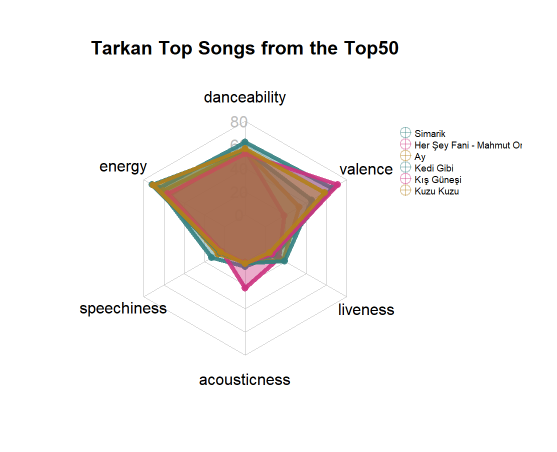 Tarkan Top Songs from the Top50
danceability
80
6
energy
valence
Simarik
Her Şey Fani - Mahmut Or
Ay
Kedi Gibi
Kış Güneşi
Kuzu Kuzu
speechiness
liveness
acousticness